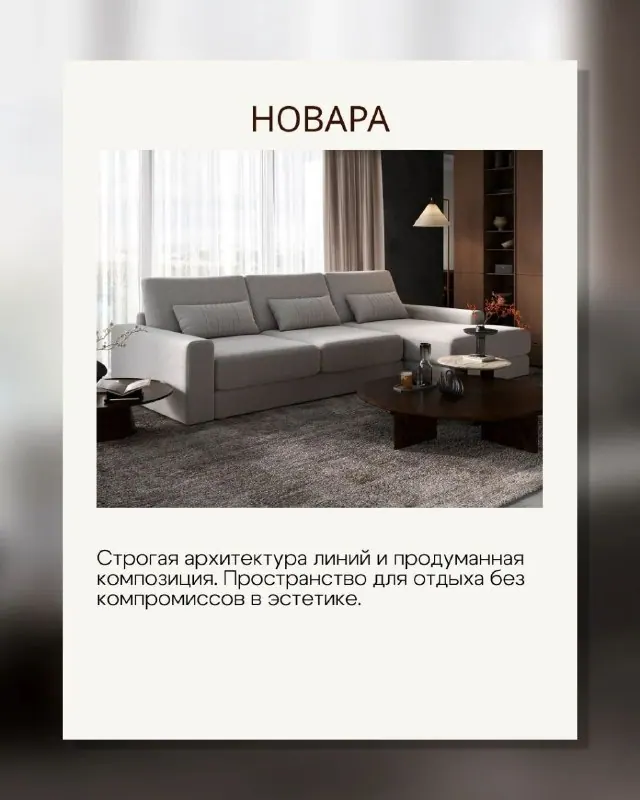 НОВАРА
Строгая архитектура линий и продуманная
композиция. Пространство для отдыха без
компромиссов в эстетике.